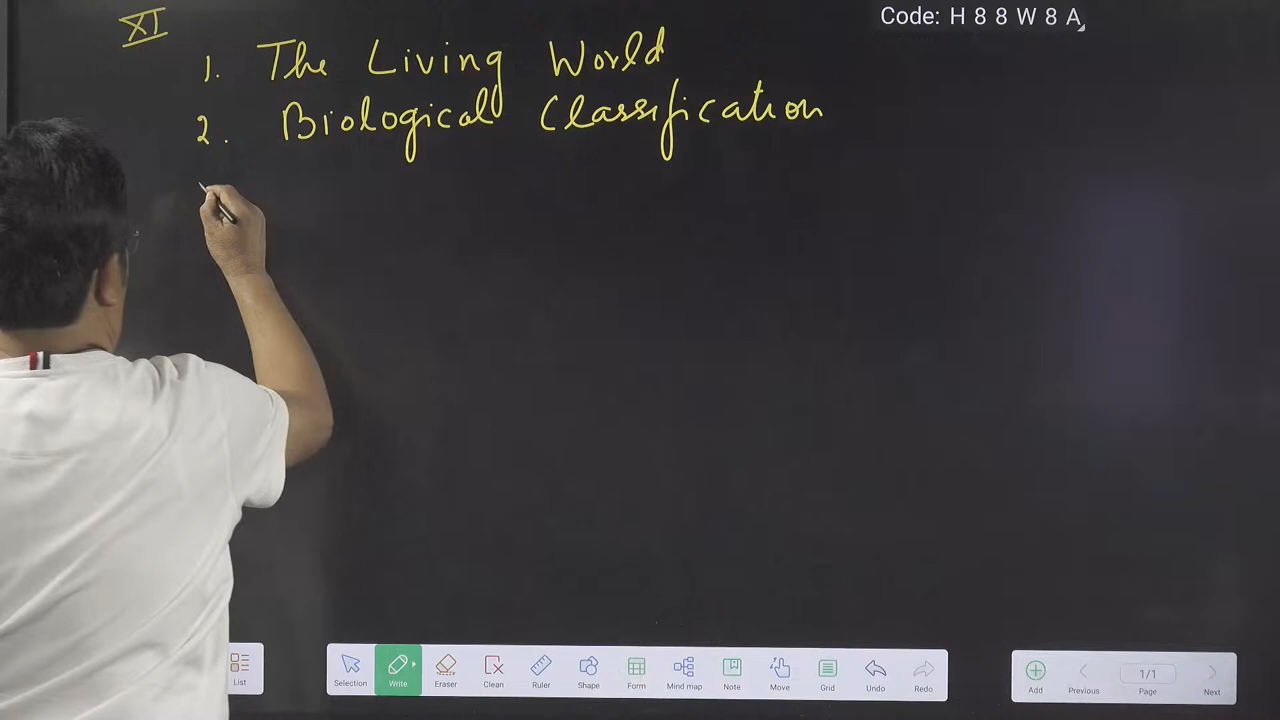 Code: H 8 8 W 8 A
XI
1. The Living World
2. Biological Classification
List
Selection
Write
Eraser
Clean
Ruler
Shape
Form
Mind map
Note
Move
Grid
Undo
Redo
Add
Previous
1/1
Page
Next